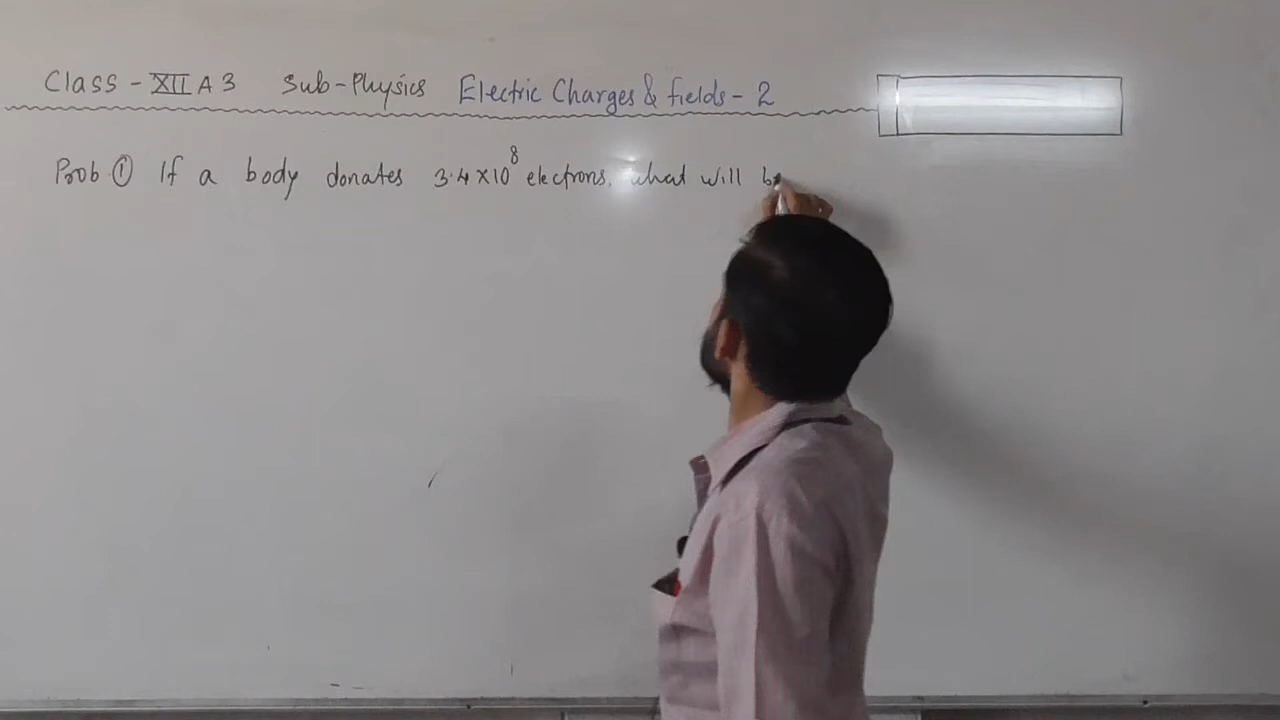 Class - XII A 3 Sub-Physics Electric Charges & fields - 2
Prob ① If a body donates 3.4×10⁸ electrons, what will be